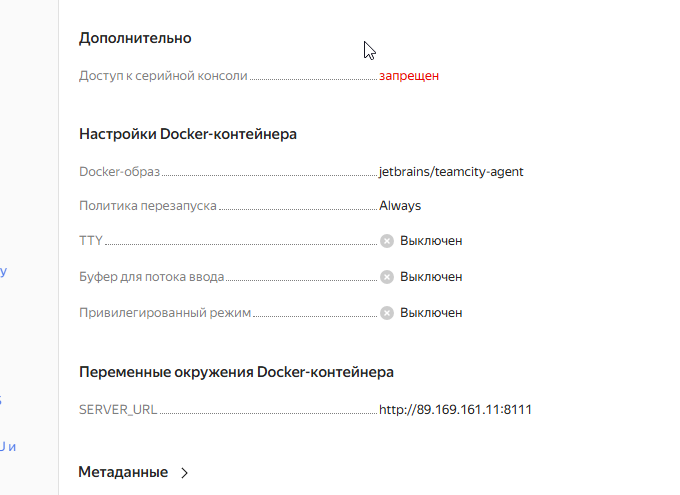 Дополнительно
Доступ к серийной консоли запрещен
Настройки Docker-контейнера
Docker-образ jetbrains/teamcity-agent
Политика перезапуска Always
TTY Выключен
Буфер для потока ввода Выключен
у
Привилегированный режим Выключен
Переменные окружения Docker-контейнера
SERVER_URL http://89.169.161.11:8111
U и
Метаданные